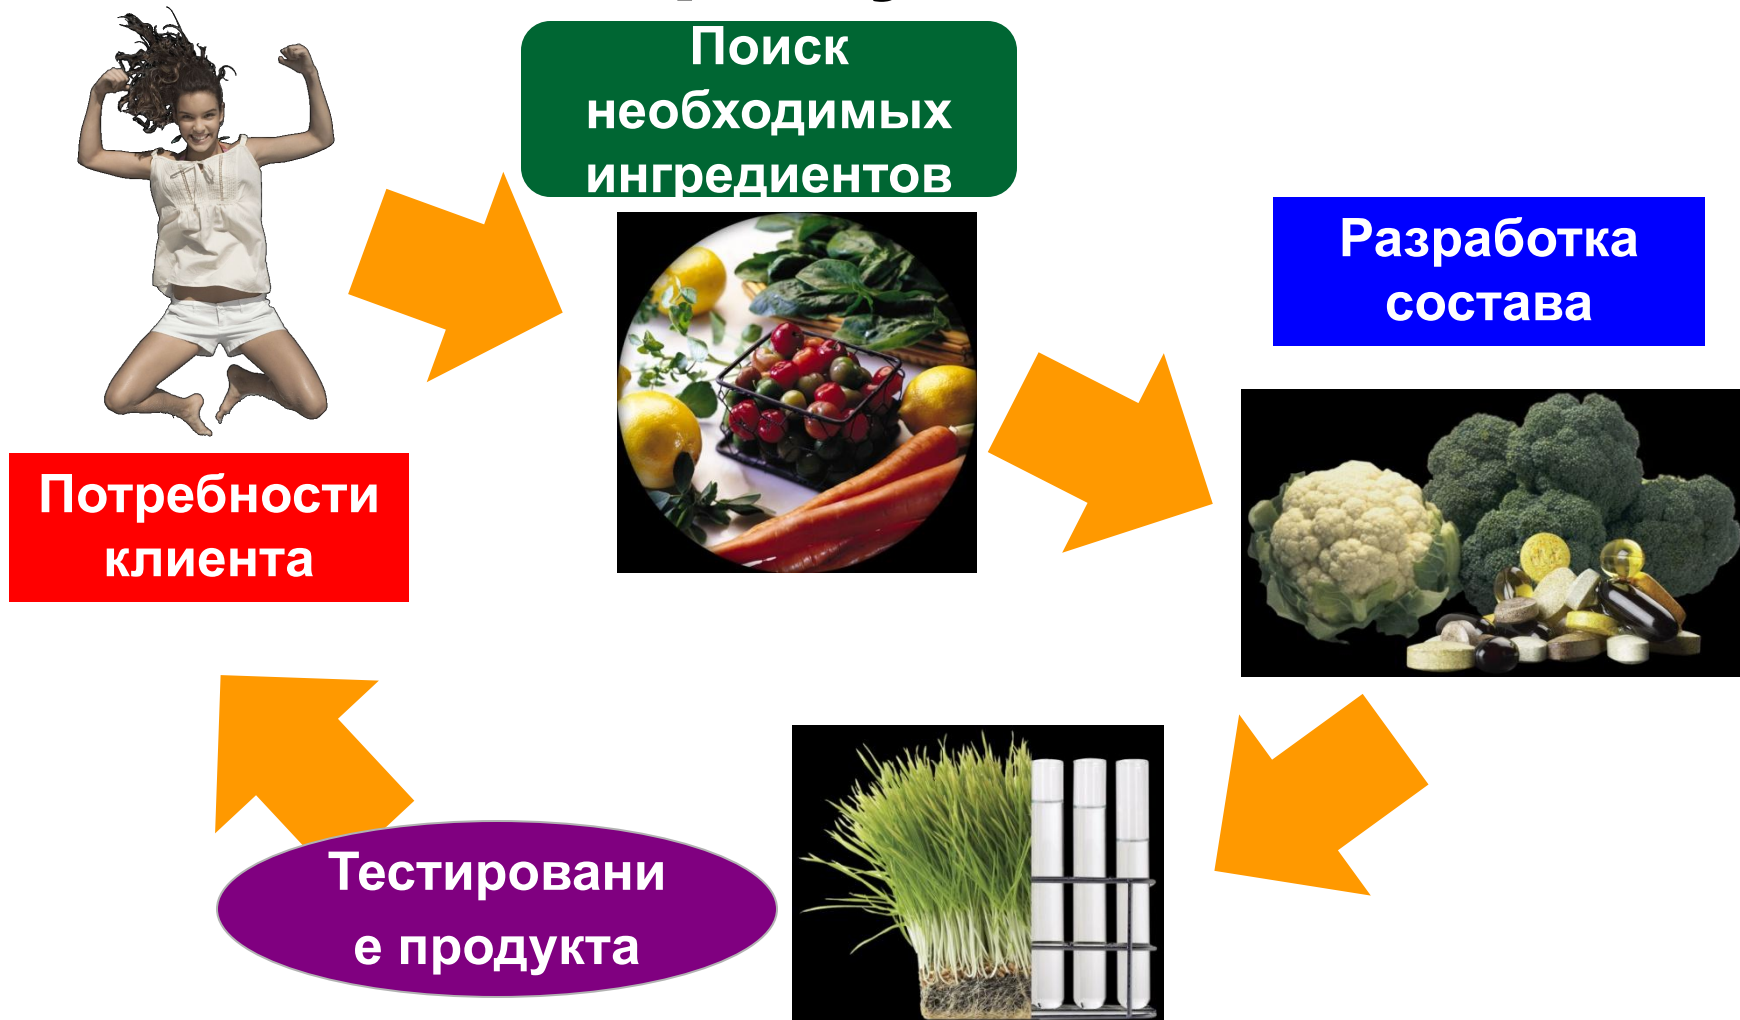 Поиск
необходимых
ингредиентов
Разработка
состава
Потребности
клиента
Тестировани
е продукта